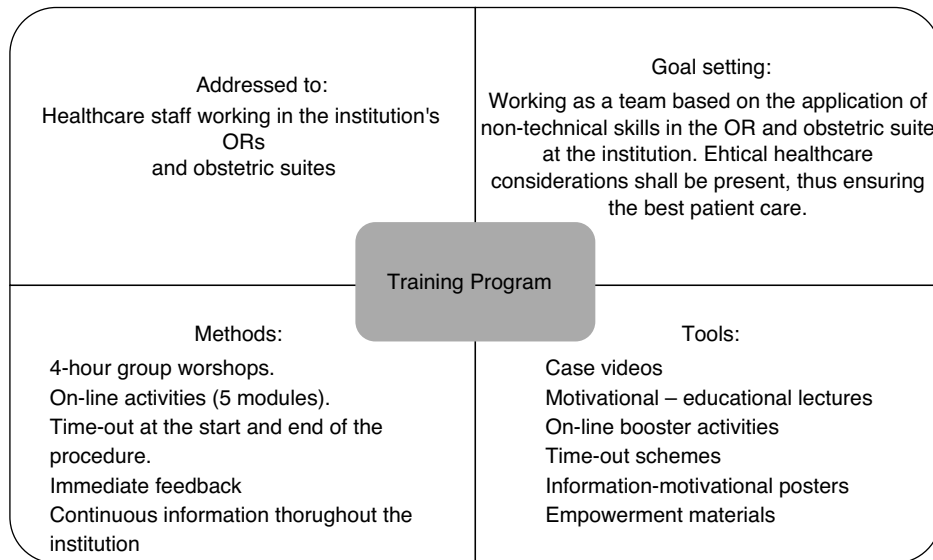 Addressed to:
Healthcare staff working in the institution's
ORs
and obstetric suites
Goal setting:
Working as a team based on the application of
non-technical skills in the OR and obstetric suite
at the institution. Ehtical healthcare
considerations shall be present, thus ensuring
the best patient care.
Training Program
Methods:
4-hour group worshops.
On-line activities (5 modules).
Time-out at the start and end of the
procedure.
Immediate feedback
Continuous information thorughout the
institution
Tools:
Case videos
Motivational – educational lectures
On-line booster activities
Time-out schemes
Information-motivational posters
Empowerment materials